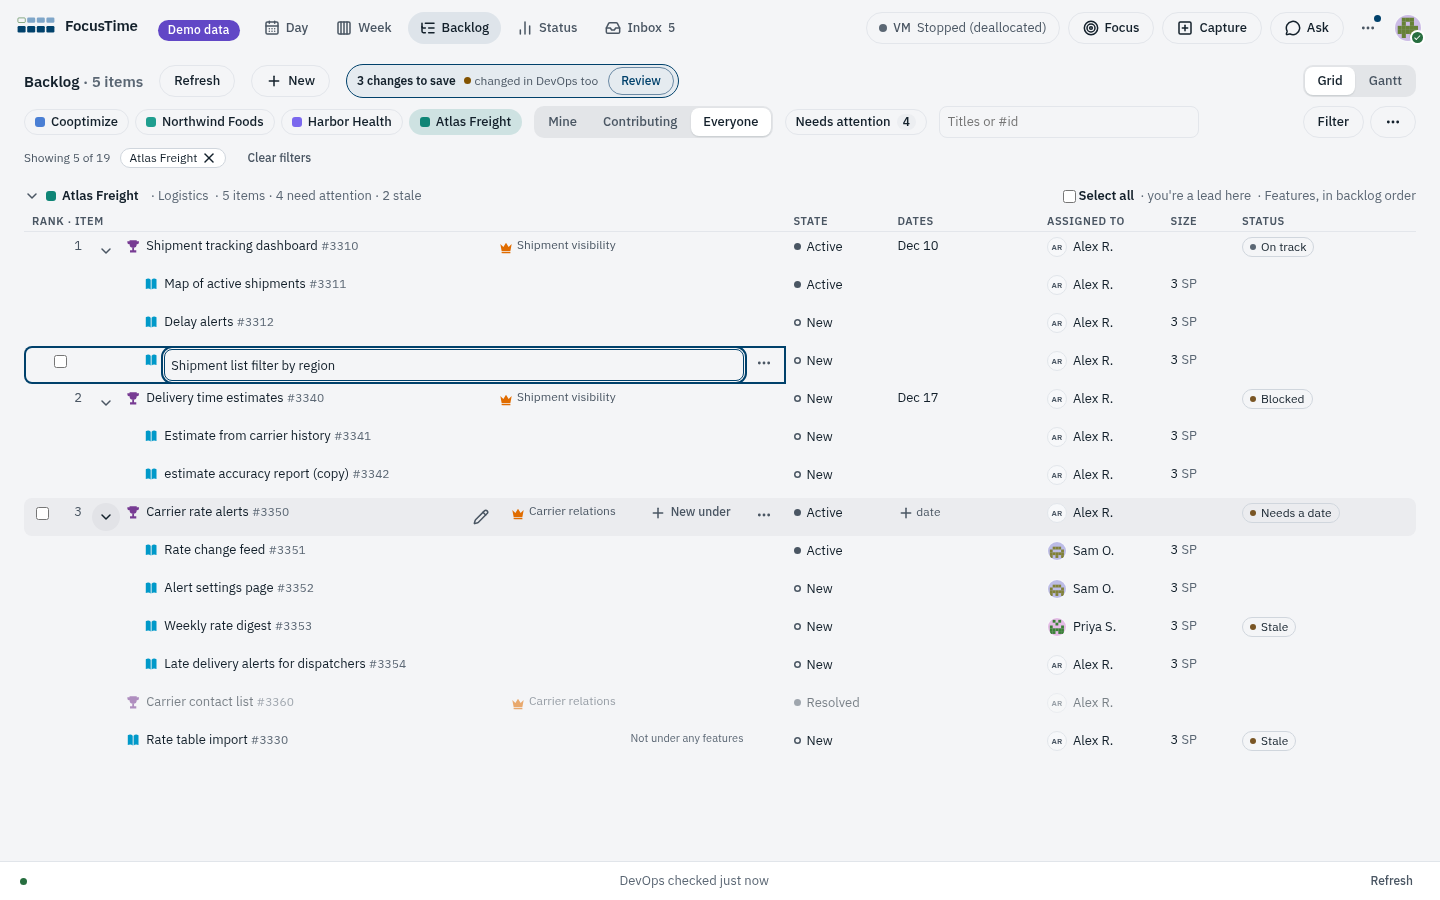 FocusTime Demo data Day Week Backlog Status Inbox 5 VM Stopped (deallocated) Focus Capture Ask
Backlog · 5 items Refresh New 3 changes to save changed in DevOps too Review Grid Gantt
Cooptimize Northwind Foods Harbor Health Atlas Freight Mine Contributing Everyone Needs attention 4 Titles or #id Filter
Showing 5 of 19 Atlas Freight Clear filters
Atlas Freight · Logistics · 5 items · 4 need attention · 2 stale Select all · you're a lead here · Features, in backlog order
RANK · ITEM STATE DATES ASSIGNED TO SIZE STATUS
1 Shipment tracking dashboard #3310 Shipment visibility Active Dec 10 AR Alex R. On track
Map of active shipments #3311 Active AR Alex R. 3 SP
Delay alerts #3312 New AR Alex R. 3 SP
Shipment list filter by region New AR Alex R. 3 SP
2 Delivery time estimates #3340 Shipment visibility New Dec 17 AR Alex R. Blocked
Estimate from carrier history #3341 New AR Alex R. 3 SP
estimate accuracy report (copy) #3342 New AR Alex R. 3 SP
3 Carrier rate alerts #3350 Carrier relations New under Active date AR Alex R. Needs a date
Rate change feed #3351 Active Sam O. 3 SP
Alert settings page #3352 New Sam O. 3 SP
Weekly rate digest #3353 New Priya S. 3 SP Stale
Late delivery alerts for dispatchers #3354 New AR Alex R. 3 SP
Carrier contact list #3360 Carrier relations Resolved AR Alex R.
Rate table import #3330 Not under any features New AR Alex R. 3 SP Stale
DevOps checked just now Refresh